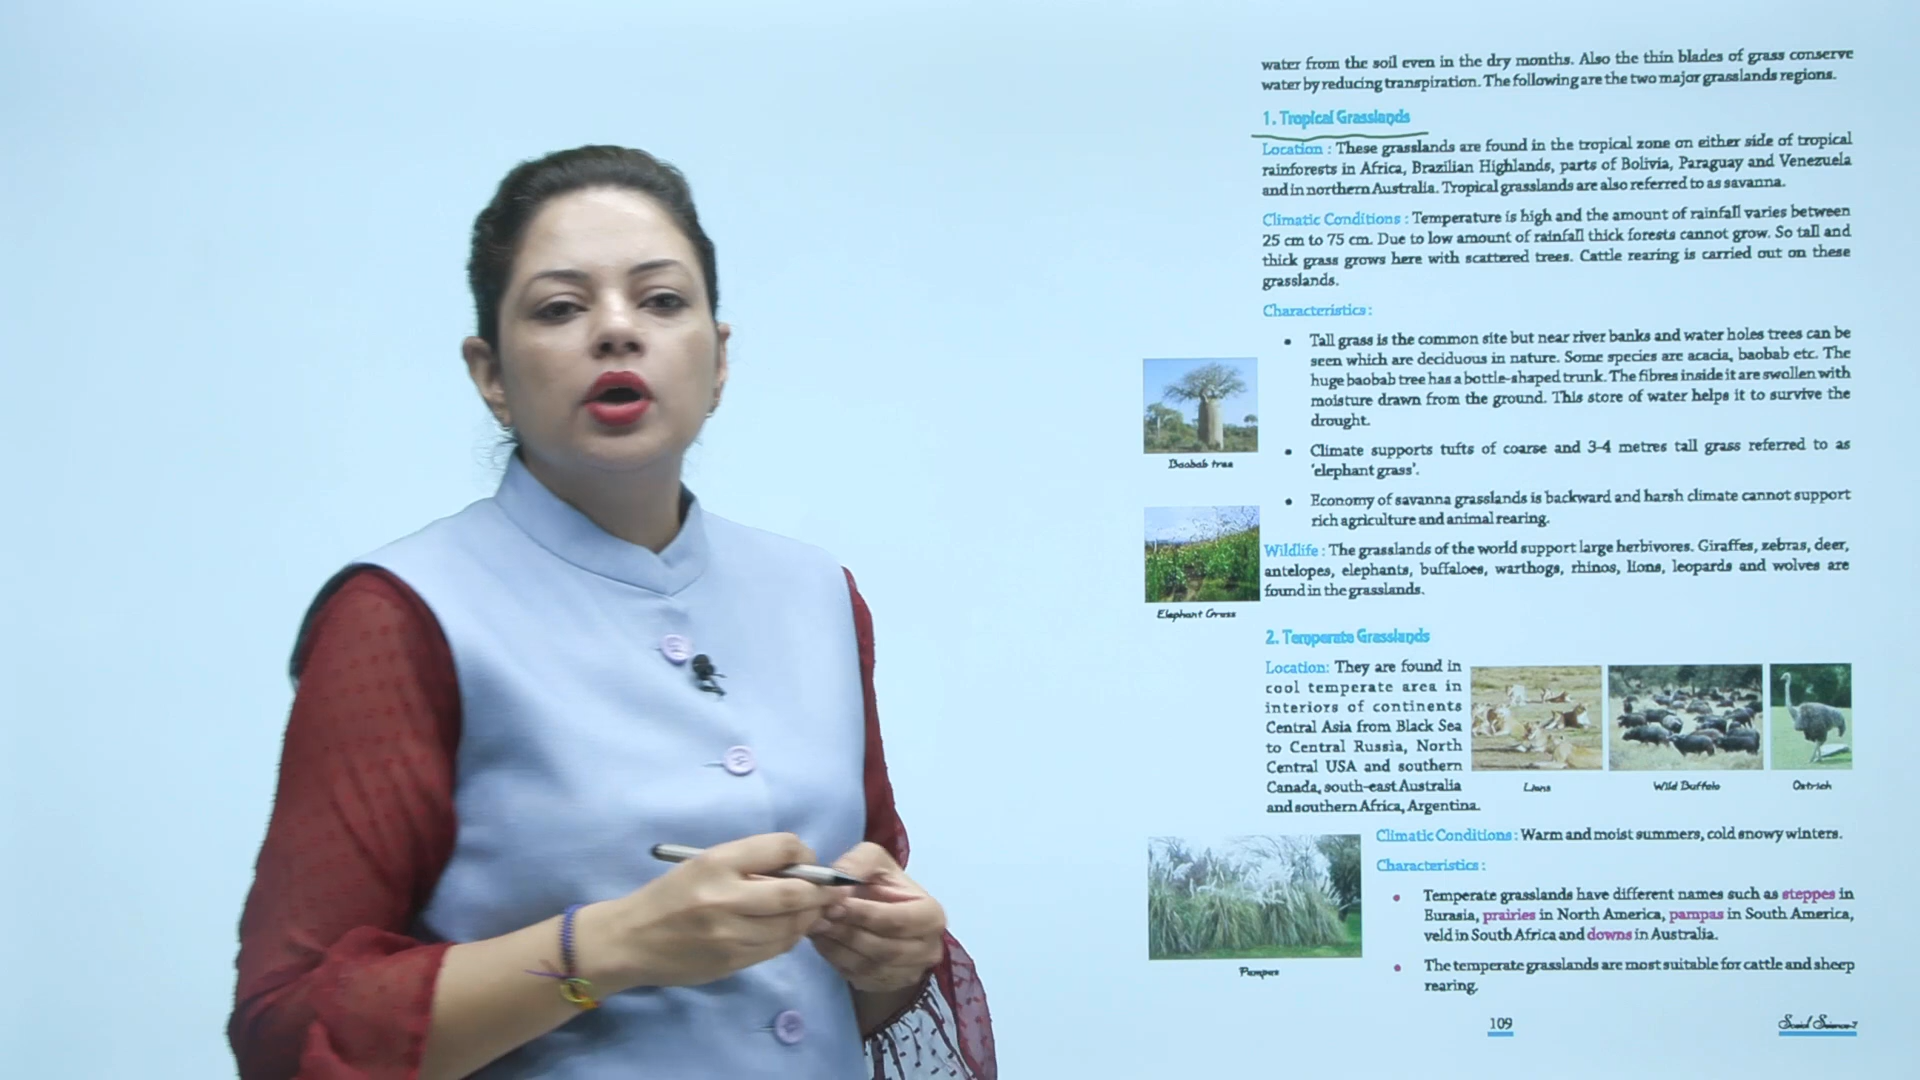 water from the soil even in the dry months. Also the thin blades of grass conserve
water by reducing transpiration. The following are the two major grasslands regions.
1. Tropical Grasslands
Location : These grasslands are found in the tropical zone on either side of tropical
rainforests in Africa, Brazilian Highlands, parts of Bolivia, Paraguay and Venezuela
and in northern Australia. Tropical grasslands are also referred to as savanna.
Climatic Conditions : Temperature is high and the amount of rainfall varies between
25 cm to 75 cm. Due to low amount of rainfall thick forests cannot grow. So tall and
thick grass grows here with scattered trees. Cattle rearing is carried out on these
grasslands.
Characteristics :
• Tall grass is the common site but near river banks and water holes trees can be
seen which are deciduous in nature. Some species are acacia, baobab etc. The
huge baobab tree has a bottle-shaped trunk. The fibres inside it are swollen with
moisture drawn from the ground. This store of water helps it to survive the
drought.
Baobab tree
• Climate supports tufts of coarse and 3-4 metres tall grass referred to as
'elephant grass'.
• Economy of savanna grasslands is backward and harsh climate cannot support
rich agriculture and animal rearing.
Elephant Grass
Wildlife : The grasslands of the world support large herbivores. Giraffes, zebras, deer,
antelopes, elephants, buffaloes, warthogs, rhinos, lions, leopards and wolves are
found in the grasslands.
2. Temperate Grasslands
Location: They are found in
cool temperate area in
interiors of continents
Central Asia from Black Sea
to Central Russia, North
Central USA and southern
Canada, south-east Australia
and southern Africa, Argentina.
Lions
Wild Buffalo
Ostrich
Climatic Conditions : Warm and moist summers, cold snowy winters.
Characteristics :
• Temperate grasslands have different names such as steppes in
Eurasia, prairies in North America, pampas in South America,
veld in South Africa and downs in Australia.
• The temperate grasslands are most suitable for cattle and sheep
rearing.
Pampas
109
Social Science-7